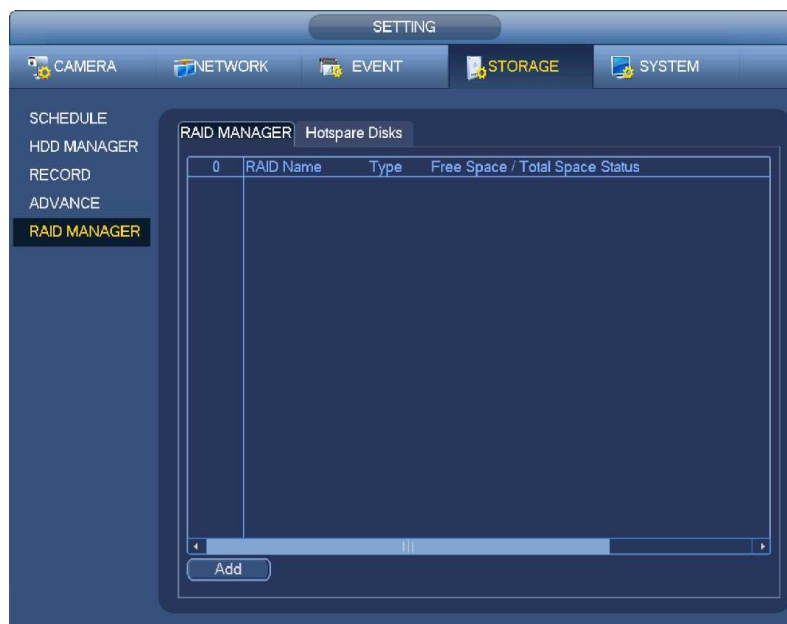 SETTING
CAMERA NETWORK EVENT STORAGE SYSTEM
SCHEDULE
HDD MANAGER
RECORD
ADVANCE
RAID MANAGER
RAID MANAGER Hotspare Disks
0 RAID Name Type Free Space / Total Space Status
Add